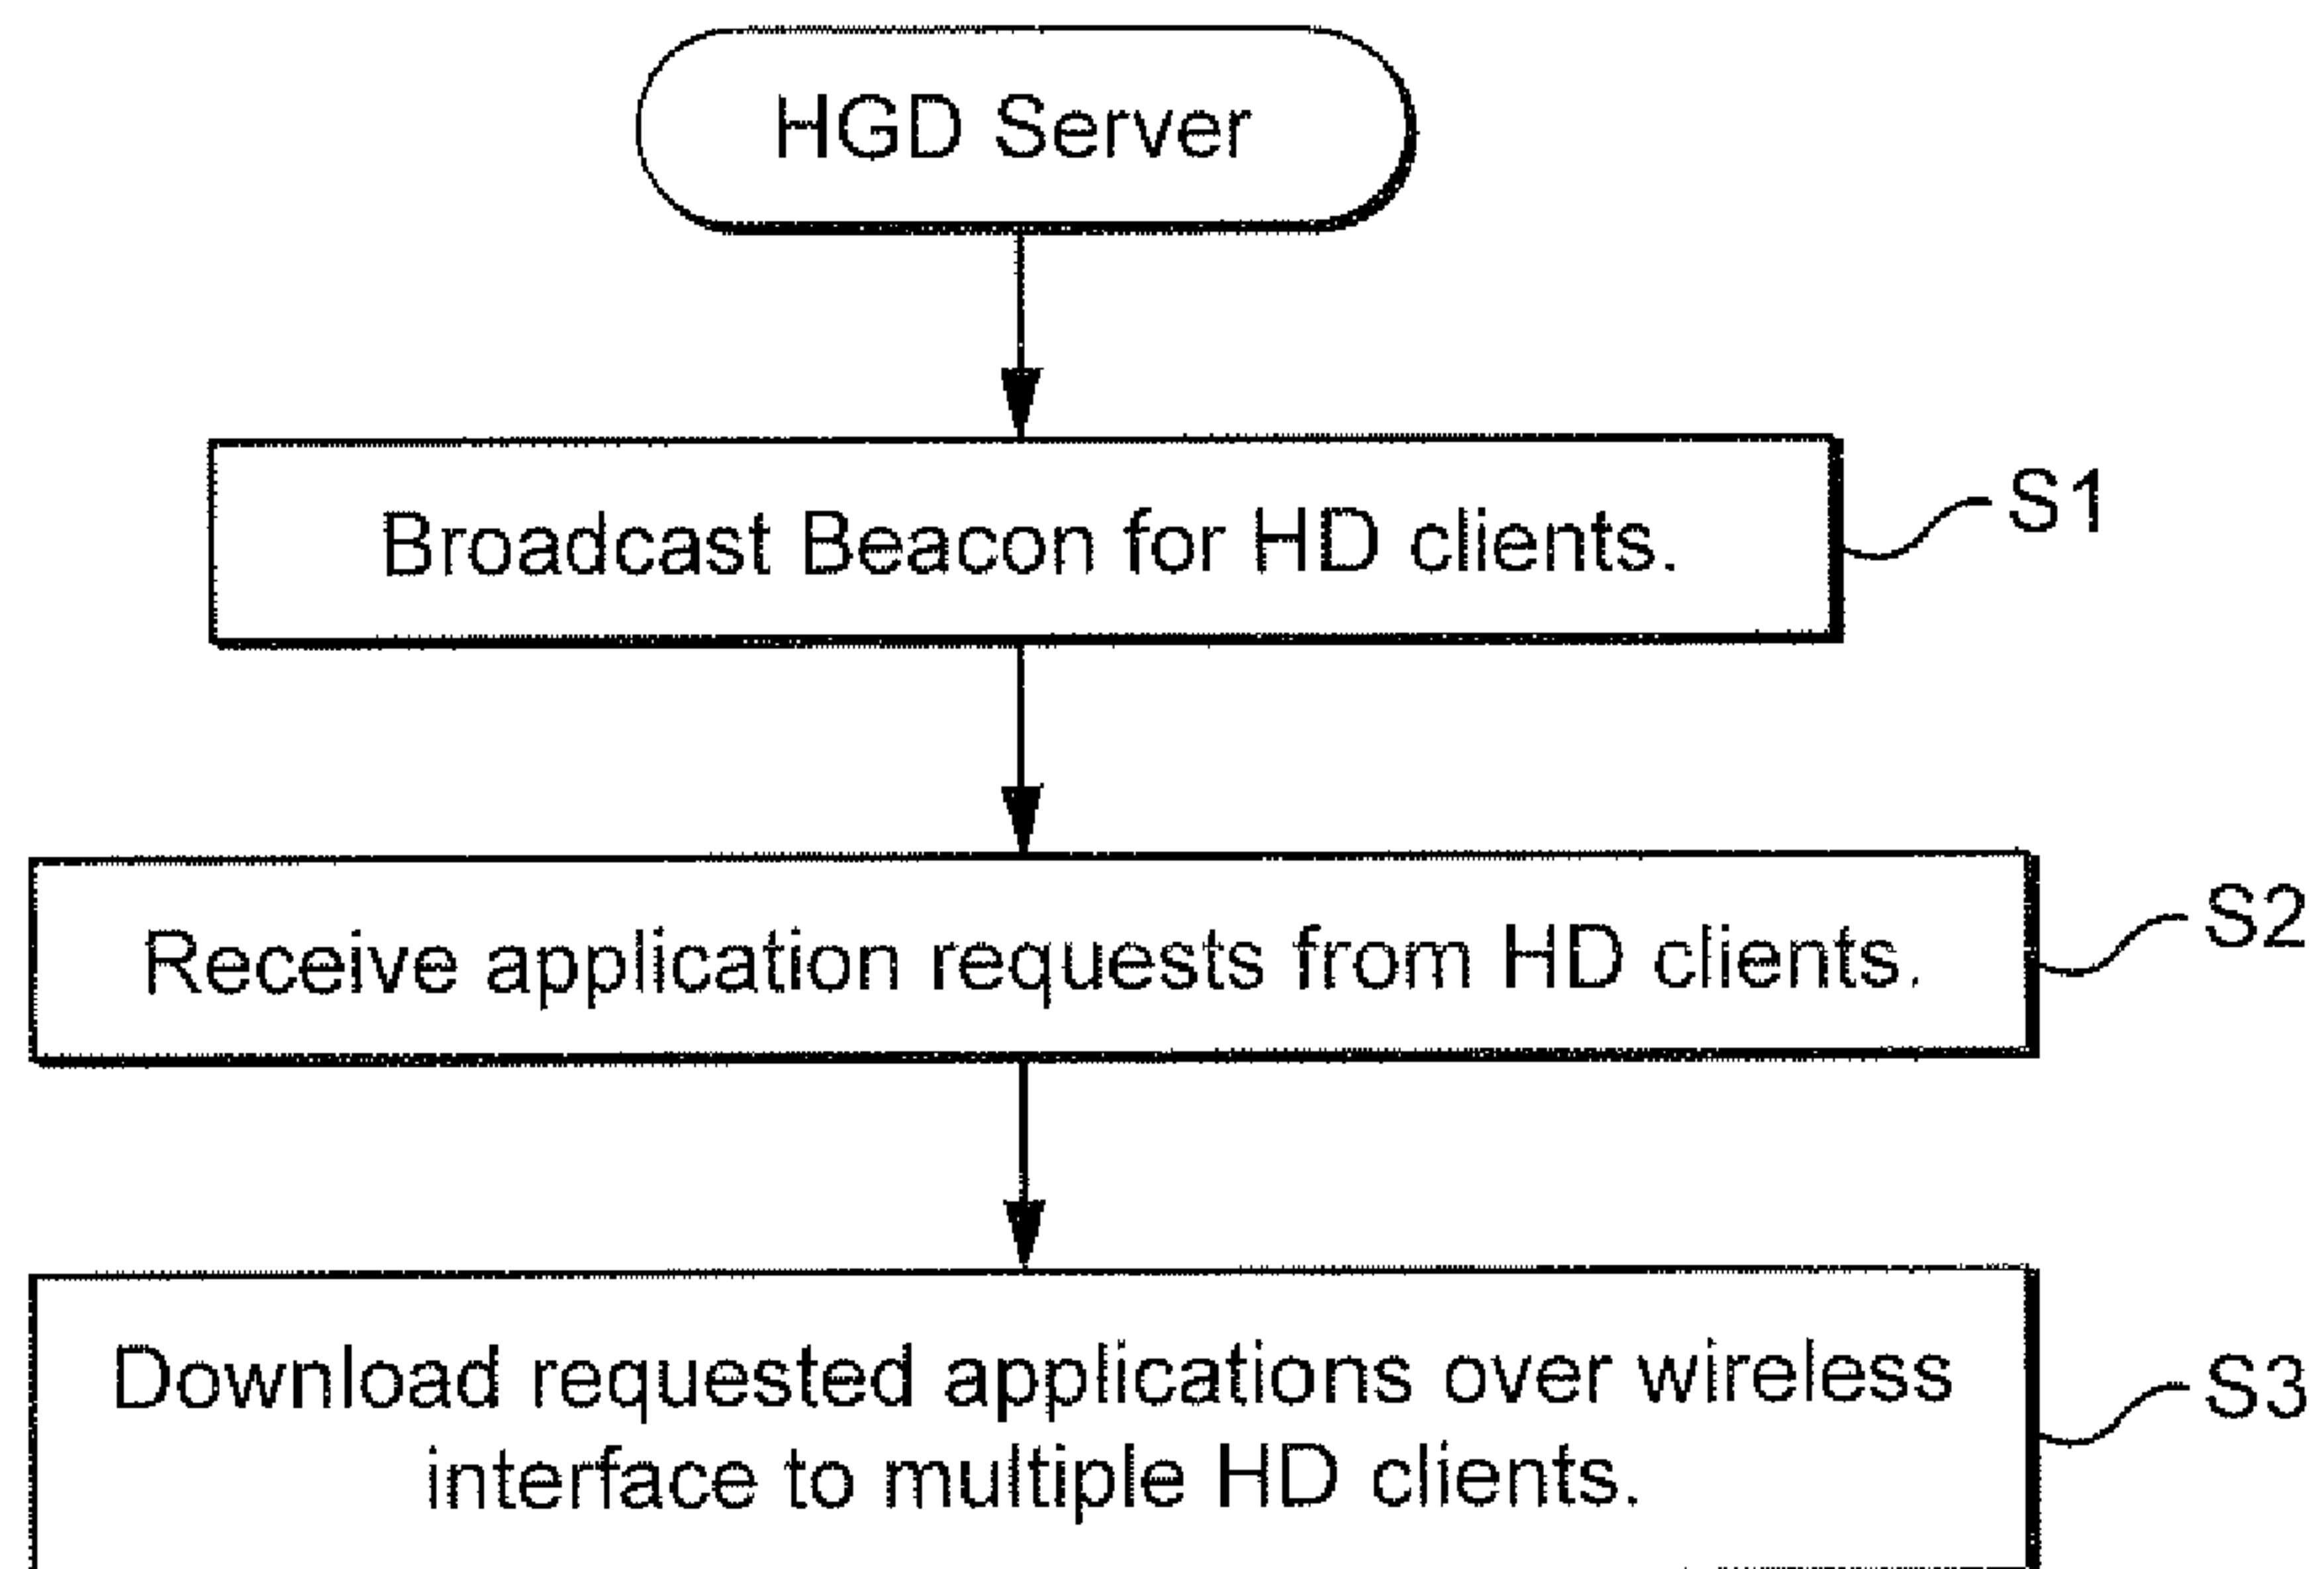 HGD Server
Broadcast Beacon for HD clients.
S1
Receive application requests from HD clients.
S2
Download requested applications over wireless
interface to multiple HD clients.
S3